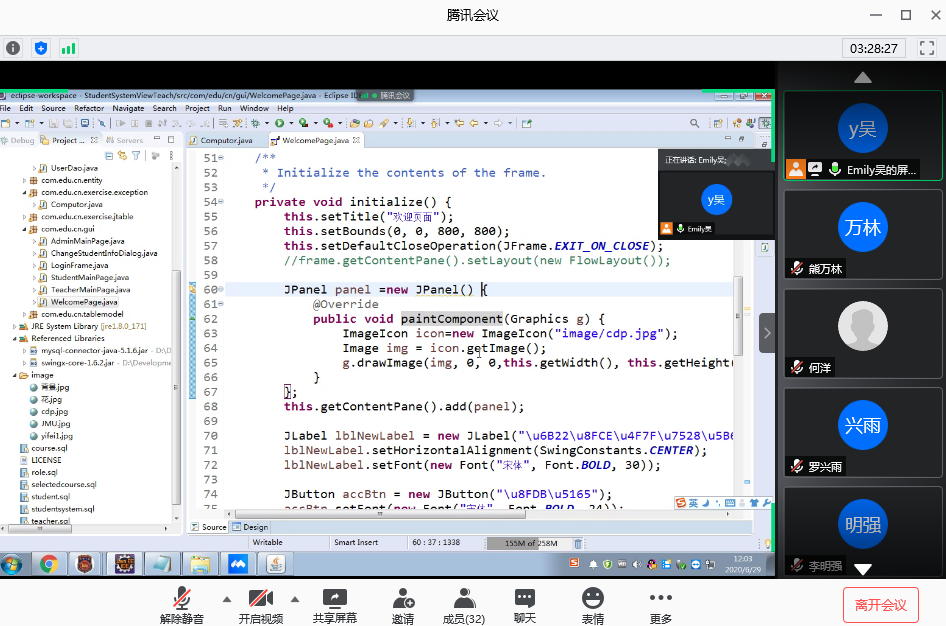 腾讯会议
03:28:27
eclipse-workspace - StudentSystemViewTeach/src/com/edu/cn/gui/WelcomePage.java - Eclipse ID
腾讯会议
File Edit Source Refactor Navigate Search Project Run Window Help
Debug Project ... Servers
Computor.java WelcomePage.java
UserDao.java
com.edu.cn.entity
com.edu.cn.exercise.exception
Computor.java
com.edu.cn.exercise.jtable
com.edu.cn.gui
AdminMainPage.java
ChangeStudentInfoDialog.java
LoginFrame.java
StudentMainPage.java
TeacherMainPage.java
WelcomePage.java
com.edu.cn.tablemodel
JRE System Library [jre1.8.0_171]
Referenced Libraries
mysql-connector-java-5.1.6.jar - D:\D
swingx-core-1.6.2.jar - D:\Developme
image
背景.jpg
花.jpg
cdp.jpg
JMU.jpg
yifei1.jpg
course.sql
LICENSE
role.sql
selectedcourse.sql
student.sql
studentsystem.sql
teacher.sql
51 /**
52 * Initialize the contents of the frame.
53 */
54 private void initialize() {
55 this.setTitle("欢迎页面");
56 this.setBounds(0, 0, 800, 800);
57 this.setDefaultCloseOperation(JFrame.EXIT_ON_CLOSE);
58 //frame.getContentPane().setLayout(new FlowLayout());
59
60 JPanel panel =new JPanel() {
61 @Override
62 public void paintComponent(Graphics g) {
63 ImageIcon icon=new ImageIcon("image/cdp.jpg");
64 Image img = icon.getImage();
65 g.drawImage(img, 0, 0,this.getWidth(), this.getHeight(
66 }
67 };
68 this.getContentPane().add(panel);
69
70 JLabel lblNewLabel = new JLabel("\u6B22\u8FCE\u4F7F\u7528\u5B6
71 lblNewLabel.setHorizontalAlignment(SwingConstants.CENTER);
72 lblNewLabel.setFont(new Font("宋体", Font.BOLD, 30));
73
74 JButton accBtn = new JButton("\u8FDB\u5165");
75 accBtn.setFont(new Font("宋体", Font.BOLD, 24));
正在讲话: Emily吴;
y吴
Emily吴
英
Source Design
Writable Smart Insert 60 : 37 : 1338 155M of 258M
12:03
2020/6/29
y吴
Emily吴的屏...
万林
熊万林
何洋
兴雨
罗兴雨
明强
李明强
解除静音 开启视频 共享屏幕 邀请 成员(32) 聊天 表情 更多 离开会议